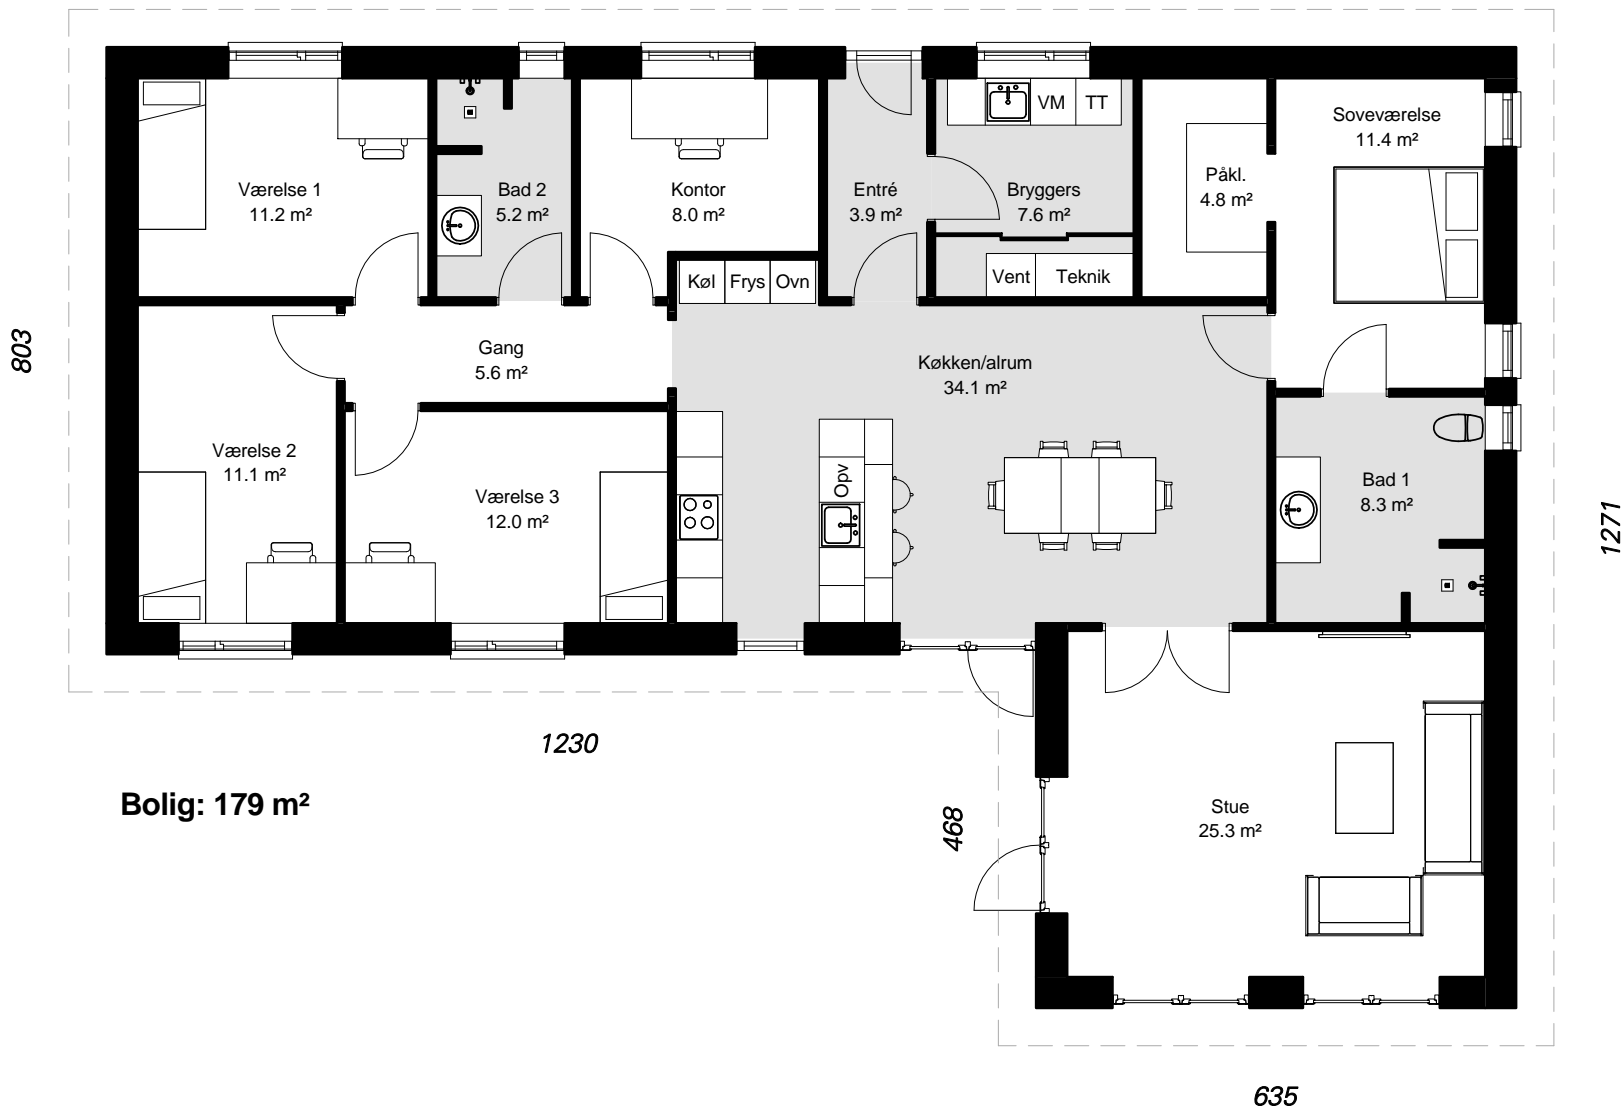 VM
TT
Soveværelse
11.4 m²
Værelse 1
11.2 m²
Bad 2
5.2 m²
Kontor
8.0 m²
Entré
3.9 m²
Bryggers
7.6 m²
Påkl.
4.8 m²
Køl
Frys
Ovn
Vent
Teknik
803
Gang
5.6 m²
Køkken/alrum
34.1 m²
Værelse 2
11.1 m²
Værelse 3
12.0 m²
Opv
Bad 1
8.3 m²
1271
1230
Bolig: 179 m²
468
Stue
25.3 m²
635